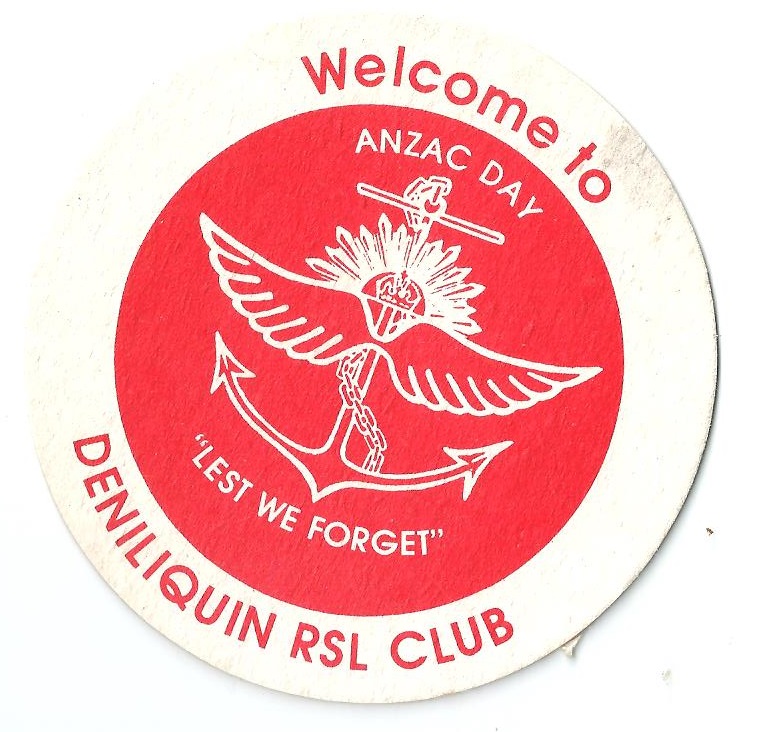 Welcome to
ANZAC DAY
"LEST WE FORGET"
DENILIQUIN RSL CLUB